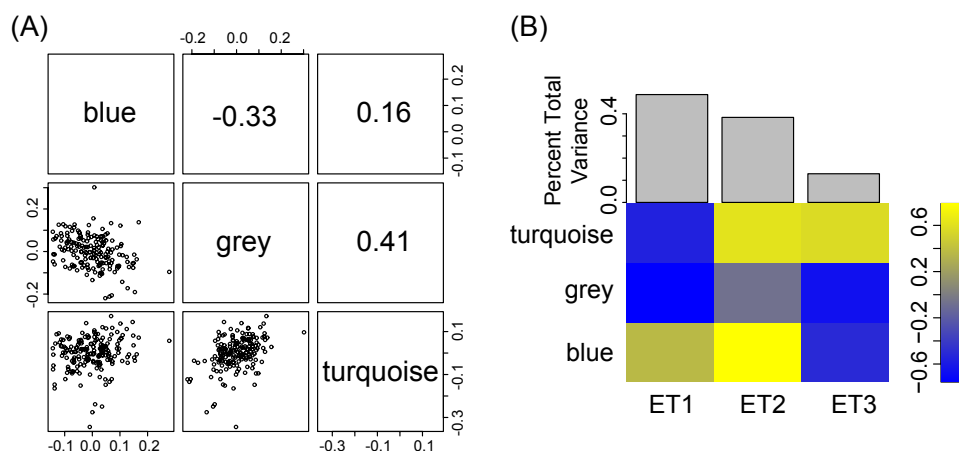 (A)
-0.2 0.0 0.2
blue
-0.33
0.16
-0.1 0.0 0.1 0.2
-0.2 0.0 0.2
grey
0.41
turquoise
-0.3 -0.1 0.1
-0.1 0.0 0.1 0.2
-0.3 -0.1 0.1
(B)
Percent Total
Variance
0.0 0.4
turquoise
grey
blue
ET1 ET2 ET3
−0.6 −0.2 0.2 0.6